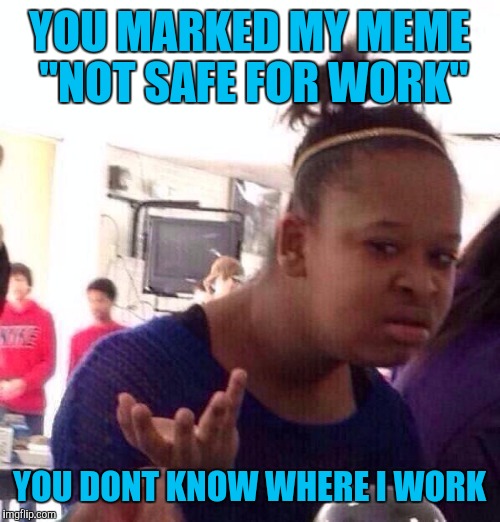 YOU MARKED MY MEME
"NOT SAFE FOR WORK"
YOU DONT KNOW WHERE I WORK
imgflip.com